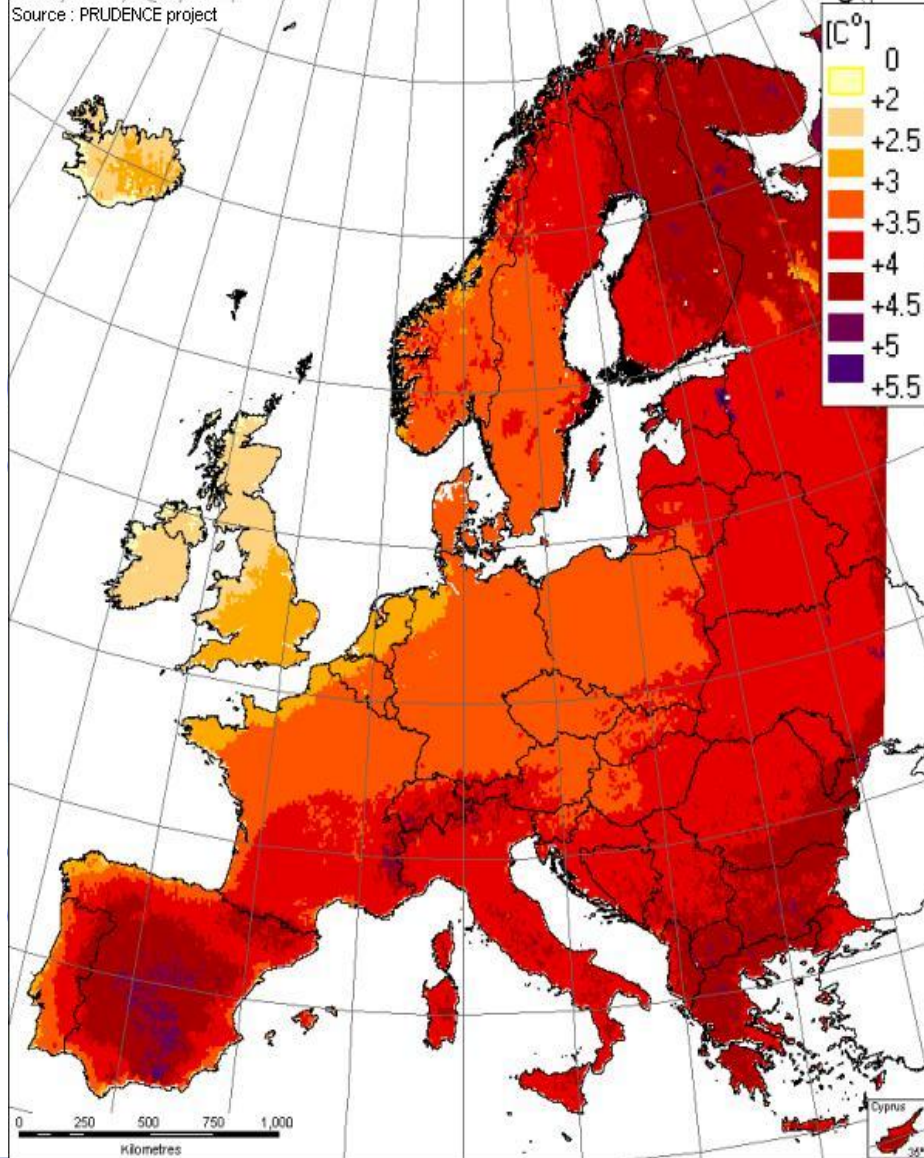 Source : PRUDENCE project
[C°]
0
+2
+2.5
+3
+3.5
+4
+4.5
+5
+5.5
0 250 500 750 1,000
Kilometres
Cyprus